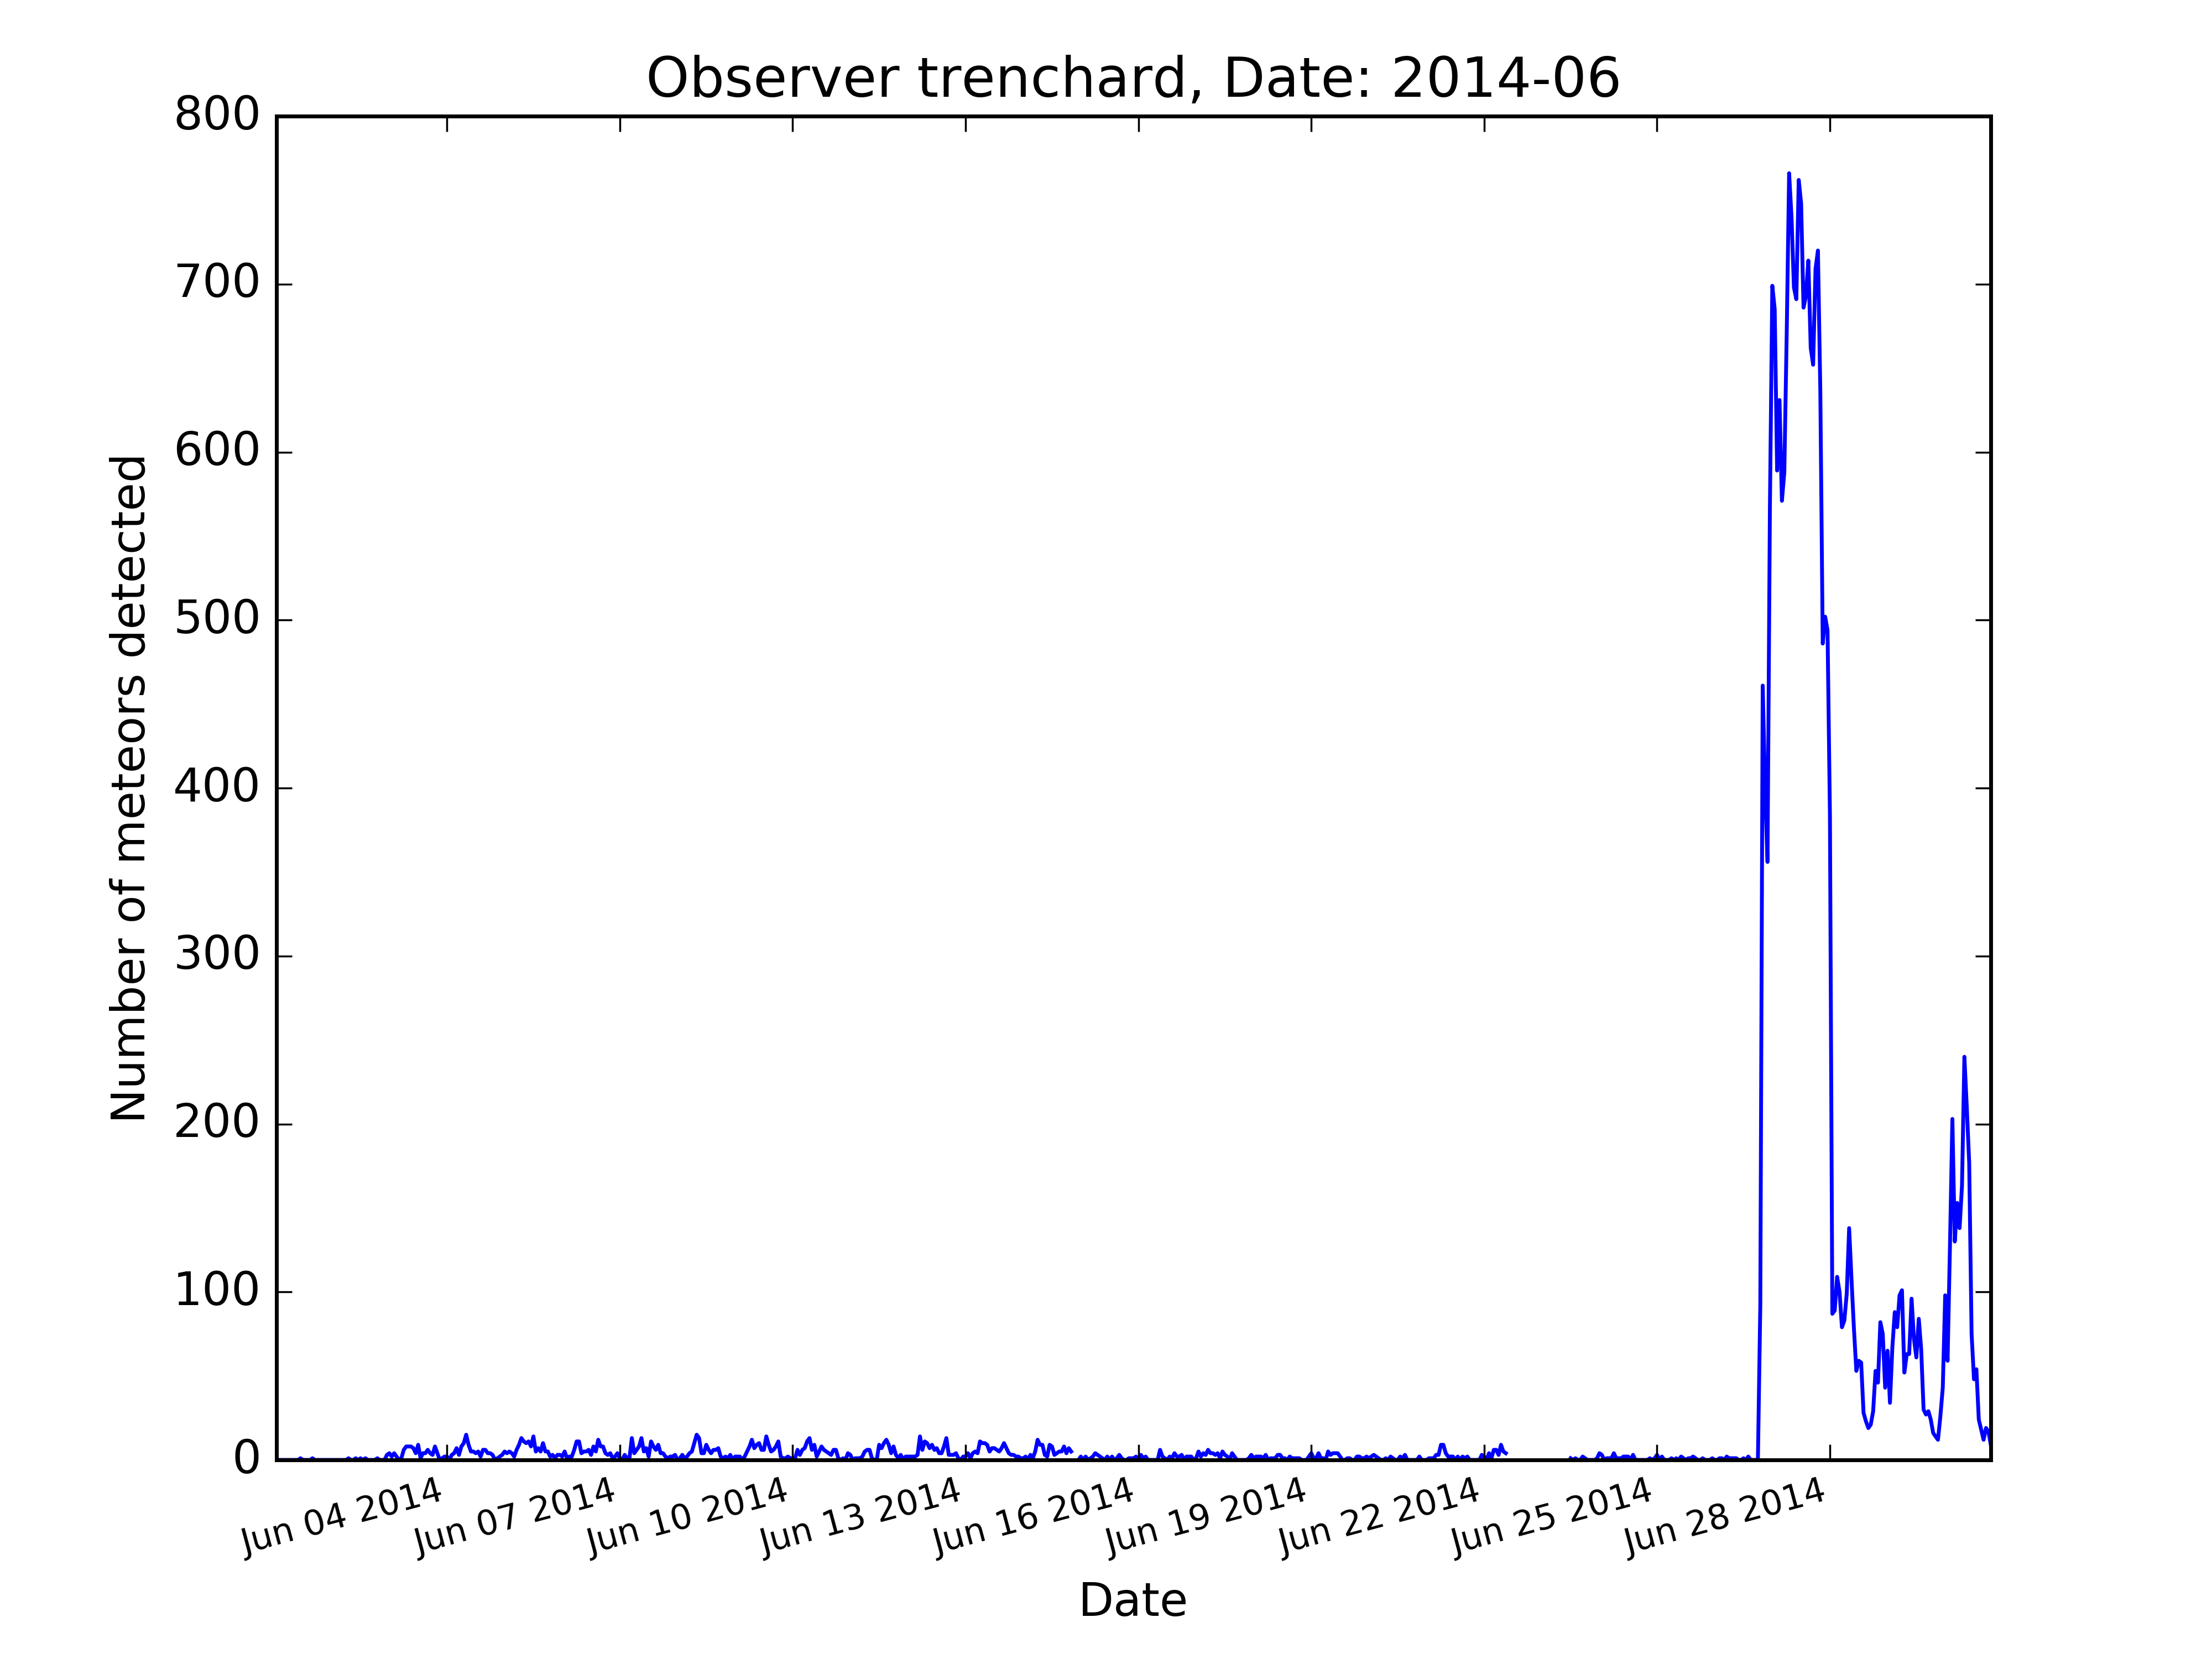 Observer trenchard, Date: 2014-06
800
700
600
500
400
300
200
100
0
Number of meteors detected
Jun 04 2014
Jun 07 2014
Jun 10 2014
Jun 13 2014
Jun 16 2014
Jun 19 2014
Jun 22 2014
Jun 25 2014
Jun 28 2014
Date